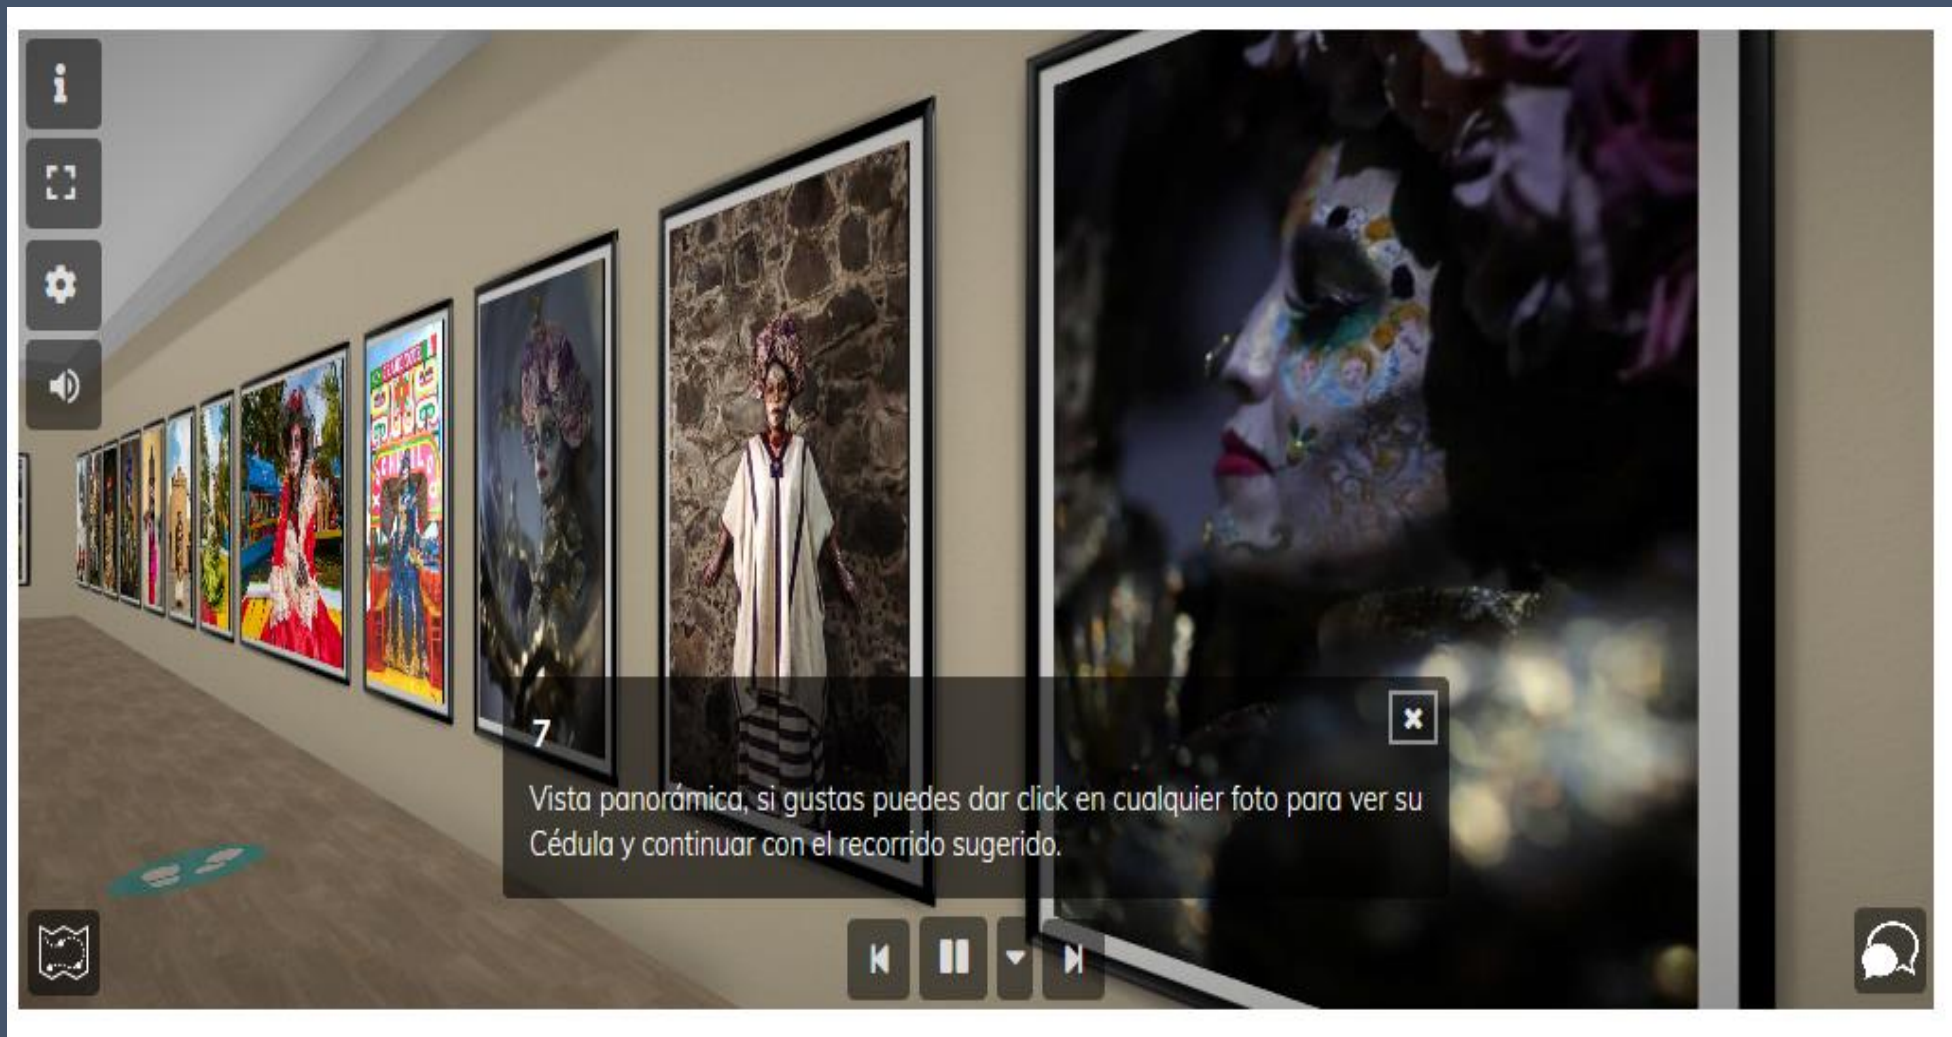 7
Vista panorámica, si gustas puedes dar click en cualquier foto para ver su
Cédula y continuar con el recorrido sugerido.